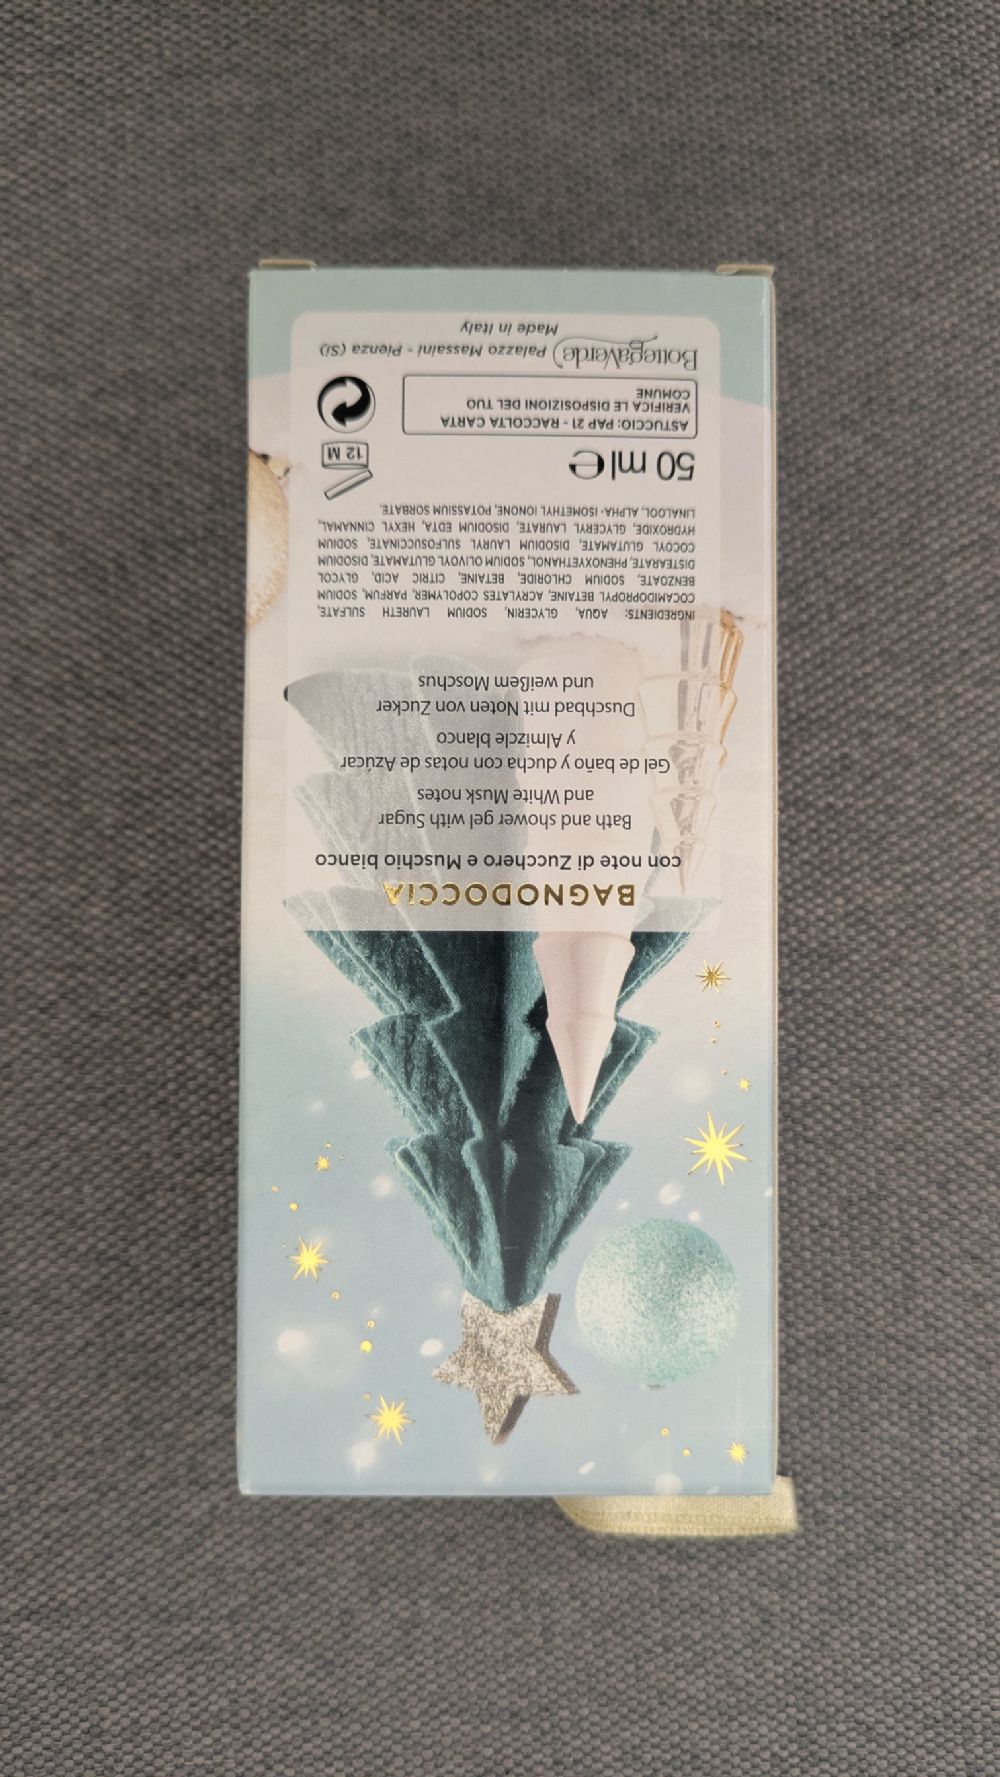 BAGNODOCCIA
con note di Zucchero e Muschio bianco
Bath and shower gel with Sugar
and White Musk notes
Gel de baño y ducha con notas de Azúcar
y Almizcle blanco
Duschbad mit Noten von Zucker
und weißem Moschus
INGREDIENTS: AQUA, GLYCERIN, SODIUM LAURETH SULFATE,
COCAMIDOPROPYL BETAINE, ACRYLATES COPOLYMER, PARFUM, SODIUM
BENZOATE, SODIUM CHLORIDE, BETAINE, CITRIC ACID, GLYCOL
DISTEARATE, PHENOXYETHANOL, SODIUM OLIVOYL GLUTAMATE, DISODIUM
COCOYL GLUTAMATE, DISODIUM LAURYL SULFOSUCCINATE, SODIUM
HYDROXIDE, GLYCERYL LAURATE, DISODIUM EDTA, HEXYL CINNAMAL,
LINALOOL, ALPHA- ISOMETHYL IONONE, POTASSIUM SORBATE.
50 ml e
12 M
ASTUCCIO: PAP 21 - RACCOLTA CARTA
VERIFICA LE DISPOSIZIONI DEL TUO
COMUNE
BottegaVerde Palazzo Massaini - Pienza (SI)
Made in Italy